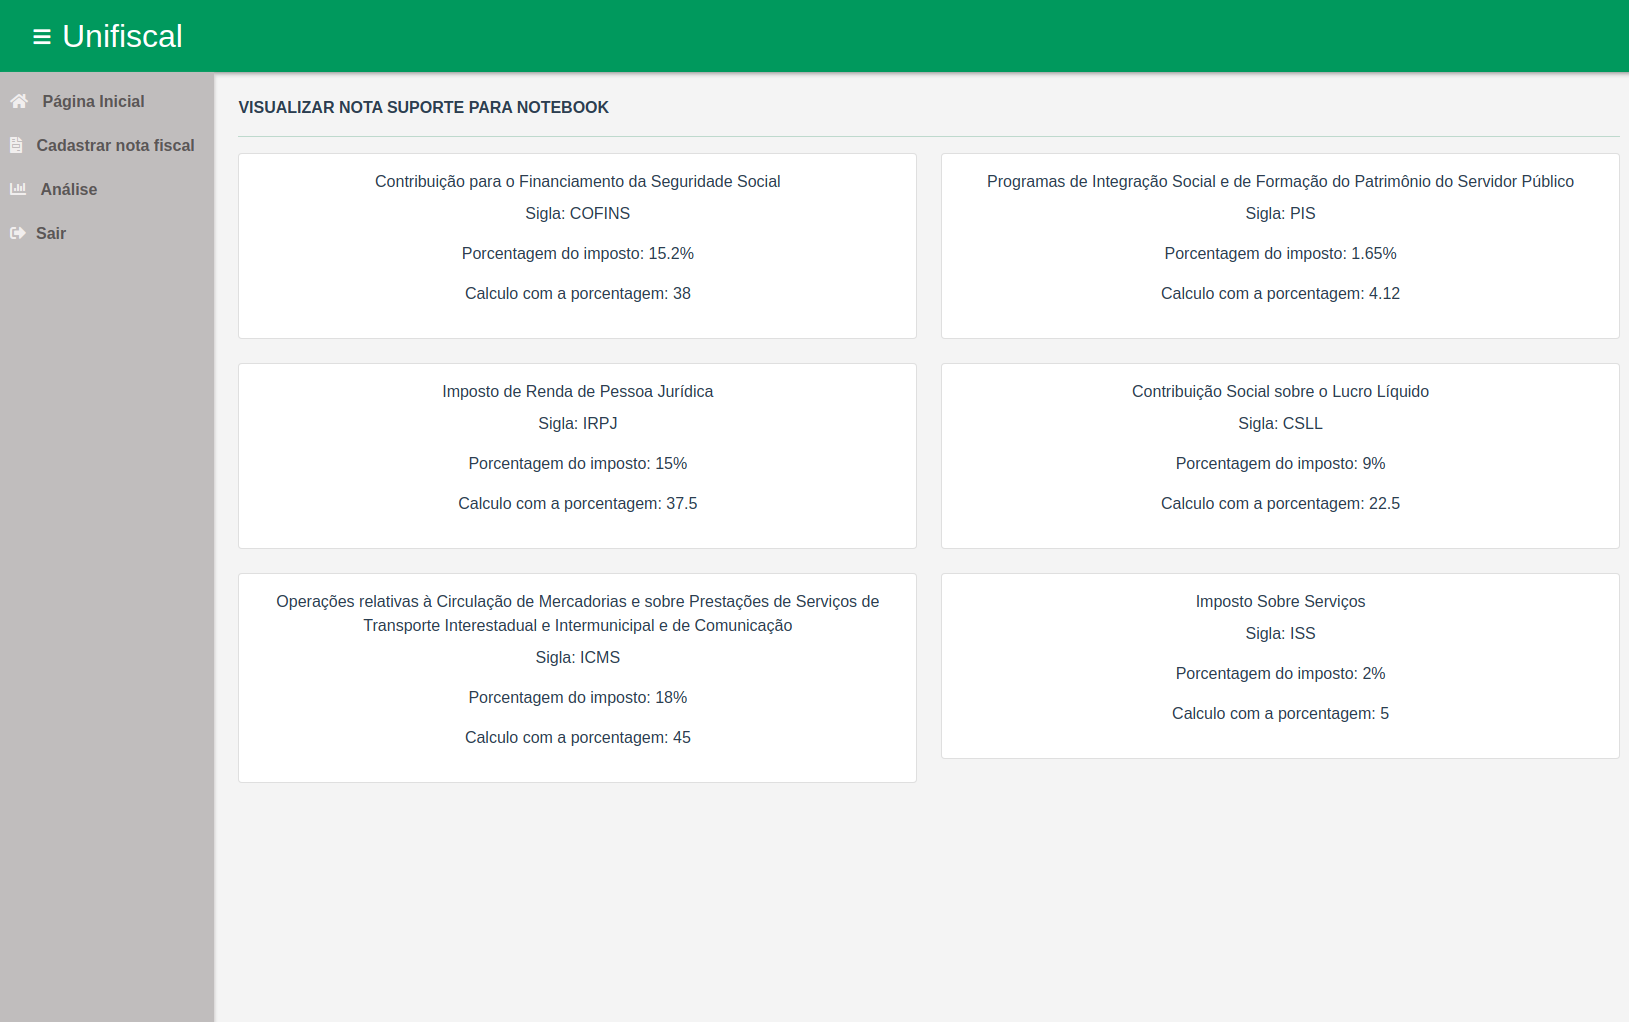 Unifiscal
Página Inicial
Cadastrar nota fiscal
Análise
Sair
VISUALIZAR NOTA SUPORTE PARA NOTEBOOK
Contribuição para o Financiamento da Seguridade Social
Sigla: COFINS
Porcentagem do imposto: 15.2%
Calculo com a porcentagem: 38
Programas de Integração Social e de Formação do Patrimônio do Servidor Público
Sigla: PIS
Porcentagem do imposto: 1.65%
Calculo com a porcentagem: 4.12
Imposto de Renda de Pessoa Jurídica
Sigla: IRPJ
Porcentagem do imposto: 15%
Calculo com a porcentagem: 37.5
Contribuição Social sobre o Lucro Líquido
Sigla: CSLL
Porcentagem do imposto: 9%
Calculo com a porcentagem: 22.5
Operações relativas à Circulação de Mercadorias e sobre Prestações de Serviços de
Transporte Interestadual e Intermunicipal e de Comunicação
Sigla: ICMS
Porcentagem do imposto: 18%
Calculo com a porcentagem: 45
Imposto Sobre Serviços
Sigla: ISS
Porcentagem do imposto: 2%
Calculo com a porcentagem: 5